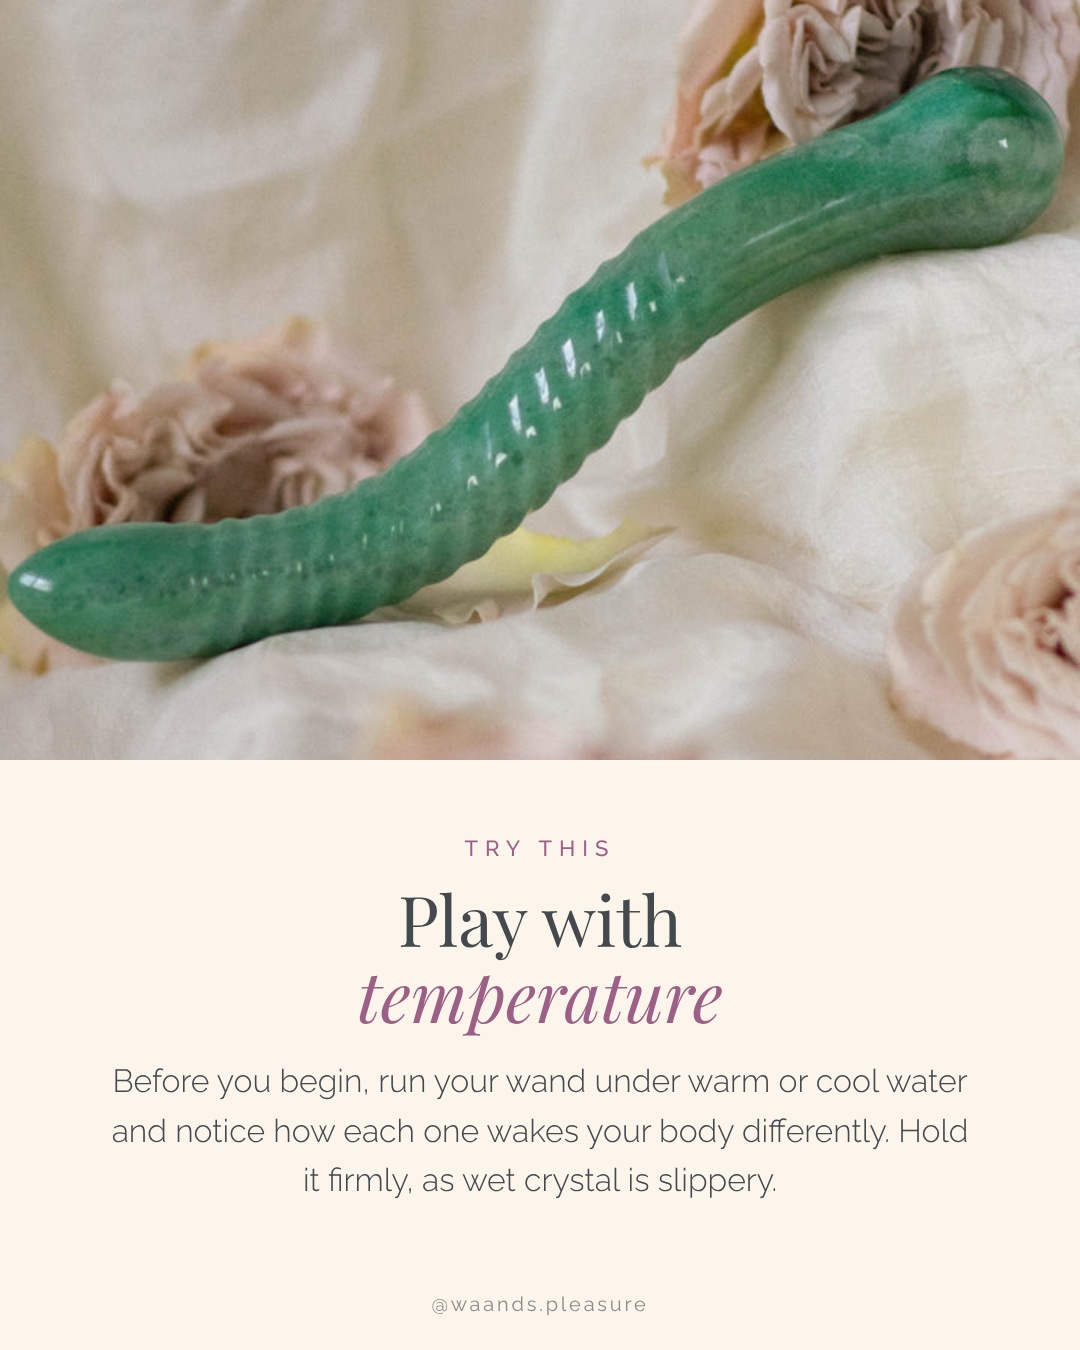 TRY THIS
Play with
temperature
Before you begin, run your wand under warm or cool water
and notice how each one wakes your body differently. Hold
it firmly, as wet crystal is slippery.
@waands.pleasure